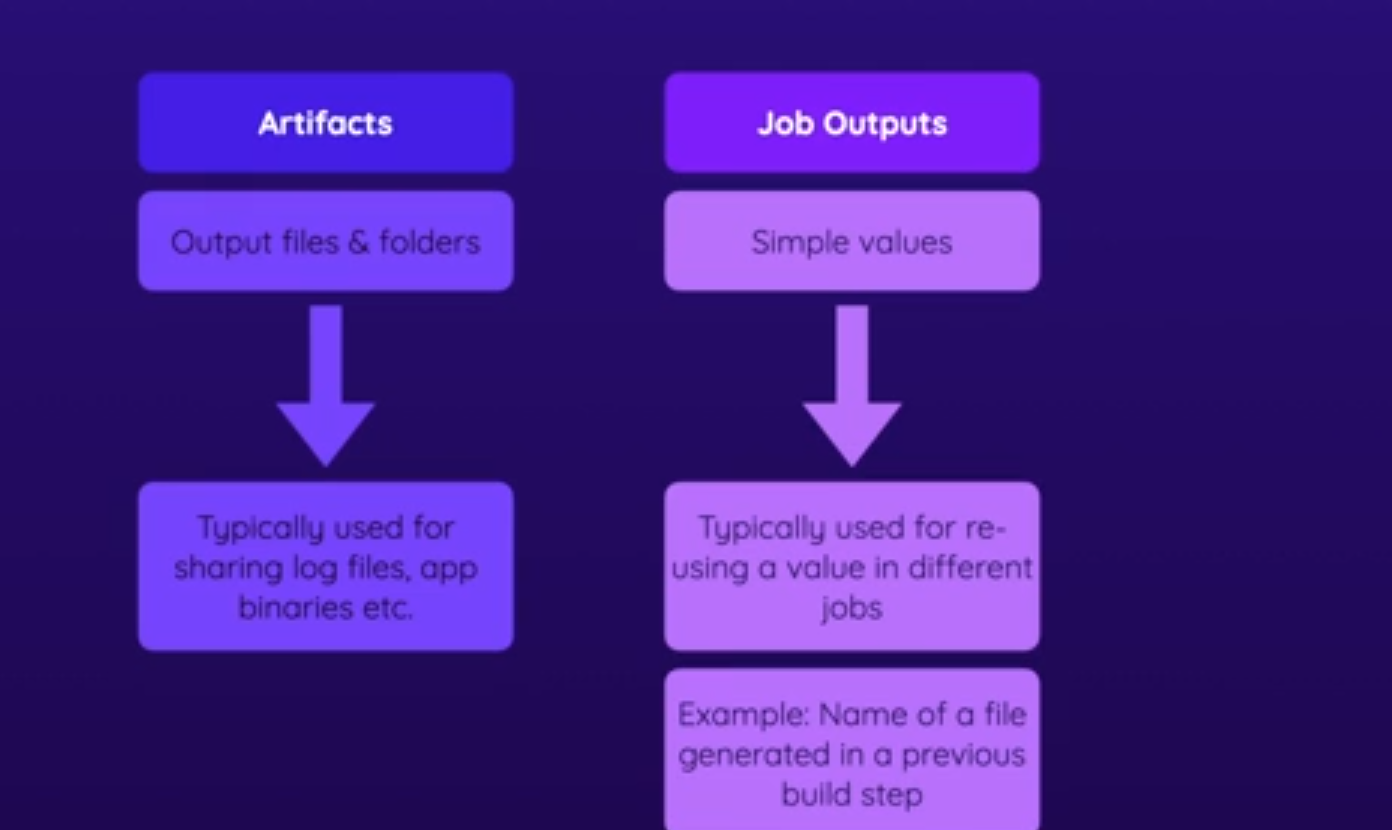 Artifacts
Output files & folders
Typically used for
sharing log files, app
binaries etc.
Job Outputs
Simple values
Typically used for re-
using a value in different
jobs
Example: Name of a file
generated in a previous
build step